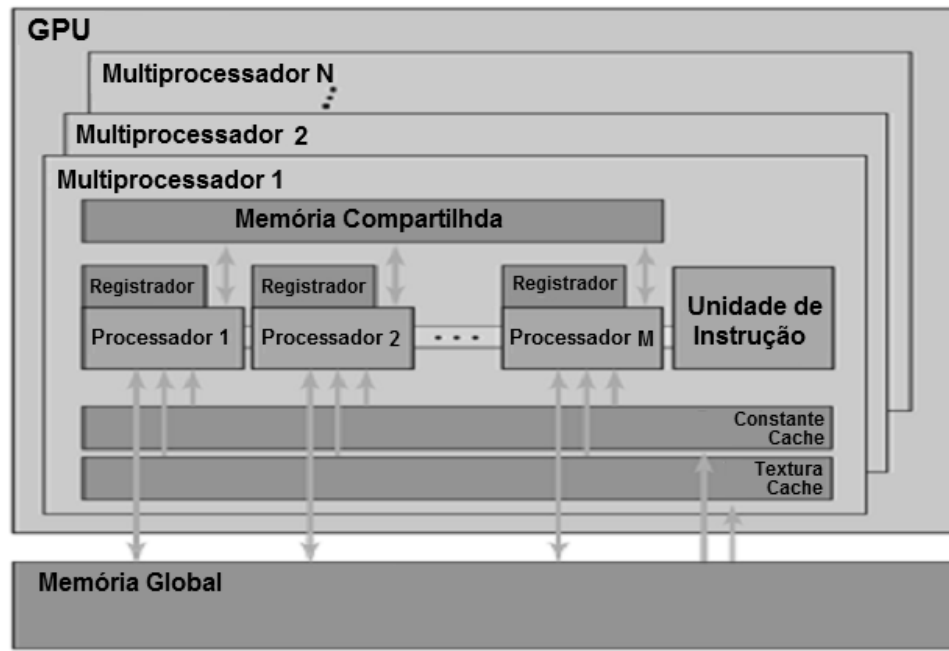 GPU
Multiprocessador N
Multiprocessador 2
Multiprocessador 1
Memória Compartilhda
Registrador
Registrador
Registrador
Processador 1
Processador 2
. . .
Processador M
Unidade de
Instrução
Constante
Cache
Textura
Cache
Memória Global